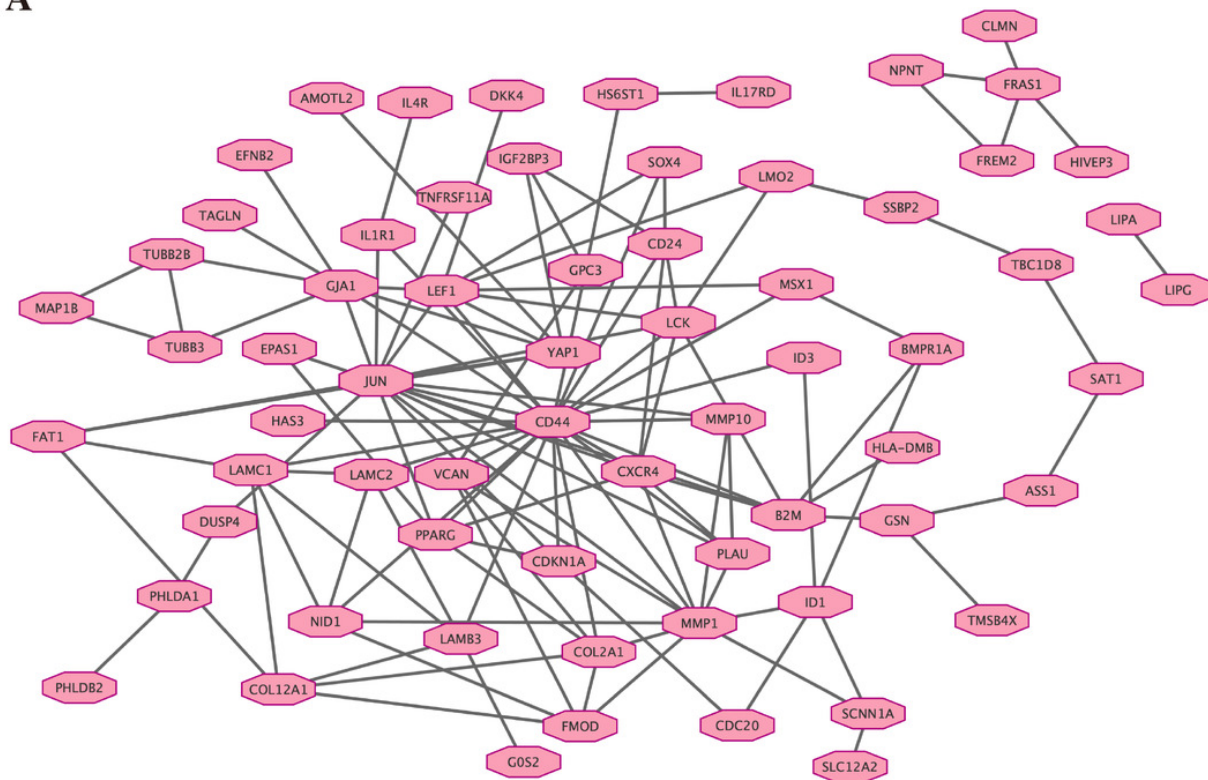 A
CLMN
NPNT
FRAS1
AMOTL2
IL4R
DKK4
HS6ST1
IL17RD
EFNB2
IGF2BP3
SOX4
LMO2
FREM2
HIVEP3
TAGLN
TNFRSF11A
SSBP2
LIPA
TUBB2B
IL1R1
CD24
TBC1D8
GPC3
GJA1
LEF1
MSX1
LIPG
MAP1B
LCK
TUBB3
EPAS1
YAP1
ID3
BMPR1A
JUN
SAT1
HAS3
CD44
MMP10
FAT1
HLA-DMB
LAMC1
LAMC2
VCAN
CXCR4
ASS1
DUSP4
PPARG
B2M
GSN
CDKN1A
PLAU
PHLDA1
NID1
MMP1
ID1
TMSB4X
LAMB3
COL2A1
PHLDB2
COL12A1
FMOD
CDC20
SCNN1A
G0S2
SLC12A2